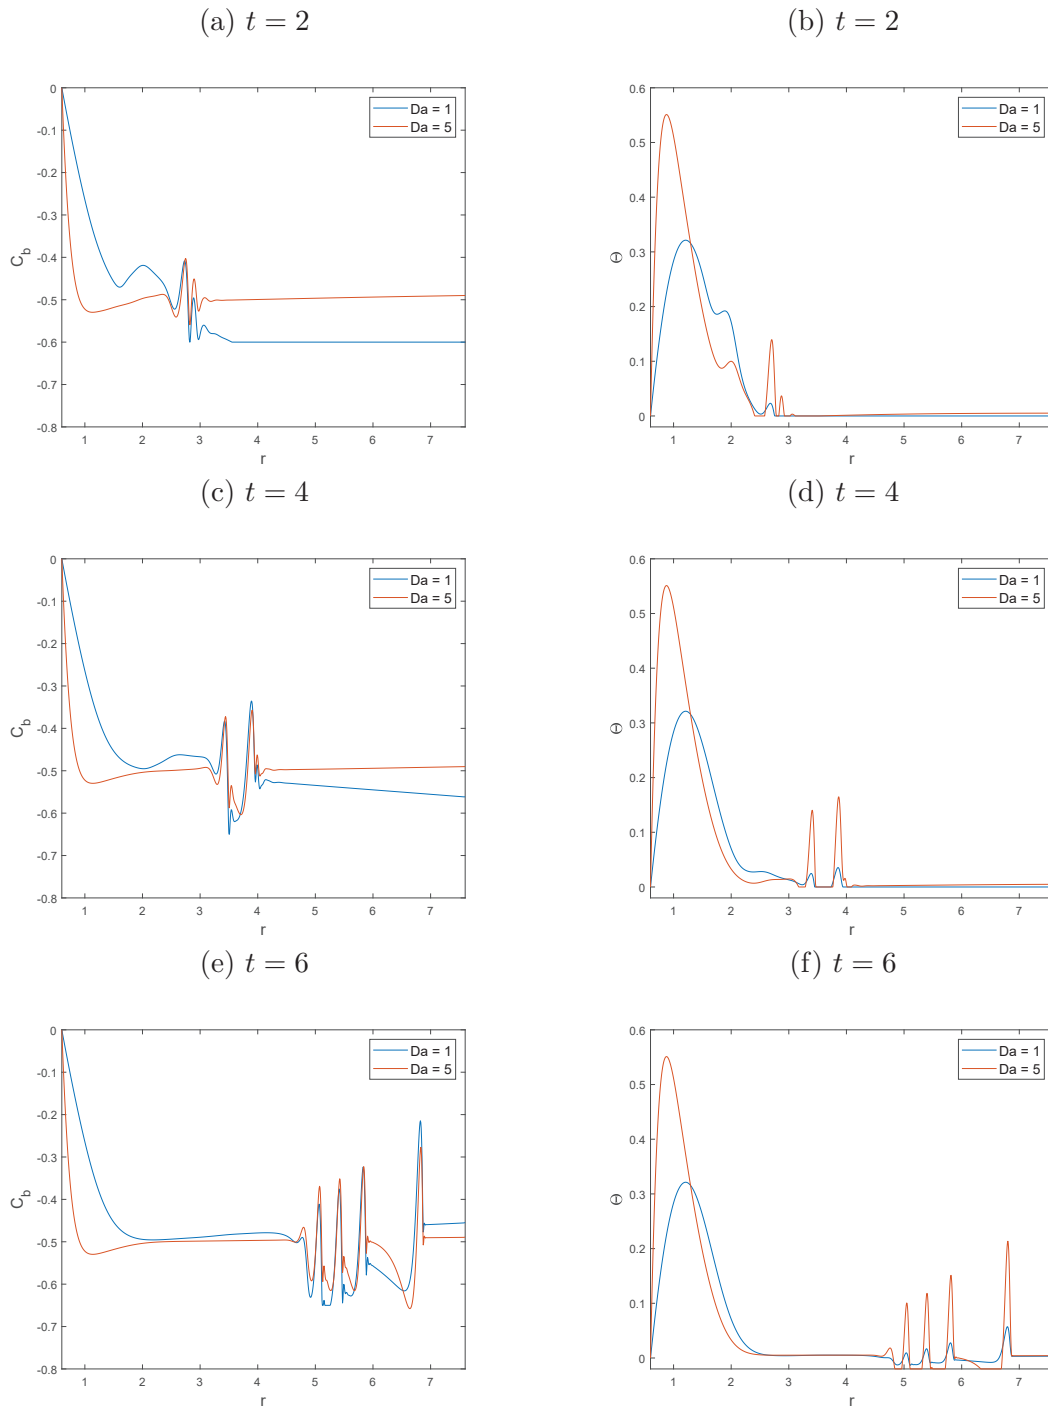 (a) t = 2
(b) t = 2
0
-0.1
-0.2
-0.3
-0.4
-0.5
-0.6
-0.7
-0.8
C_b
1 2 3 4 5 6 7
r
Da = 1
Da = 5
0.6
0.5
0.4
0.3
0.2
0.1
0
Θ
1 2 3 4 5 6 7
r
Da = 1
Da = 5
(c) t = 4
(d) t = 4
0
-0.1
-0.2
-0.3
-0.4
-0.5
-0.6
-0.7
-0.8
C_b
1 2 3 4 5 6 7
r
Da = 1
Da = 5
0.6
0.5
0.4
0.3
0.2
0.1
0
Θ
1 2 3 4 5 6 7
r
Da = 1
Da = 5
(e) t = 6
(f) t = 6
0
-0.1
-0.2
-0.3
-0.4
-0.5
-0.6
-0.7
-0.8
C_b
1 2 3 4 5 6 7
r
Da = 1
Da = 5
0.6
0.5
0.4
0.3
0.2
0.1
0
Θ
1 2 3 4 5 6 7
r
Da = 1
Da = 5